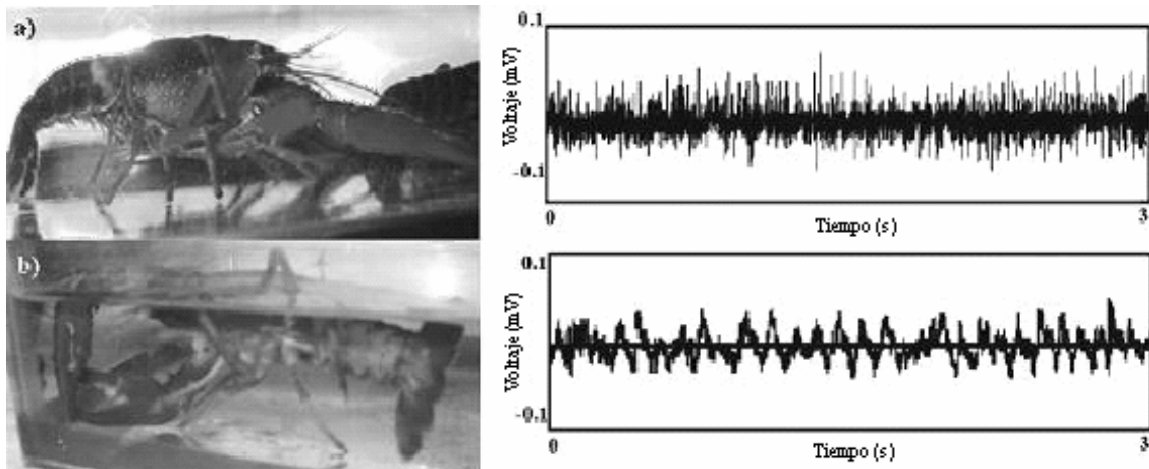 a)
0.1
Voltaje (mV)
-0.1
0
3
Tiempo (s)
b)
0.1
Voltaje (mV)
-0.1
0
3
Tiempo (s)